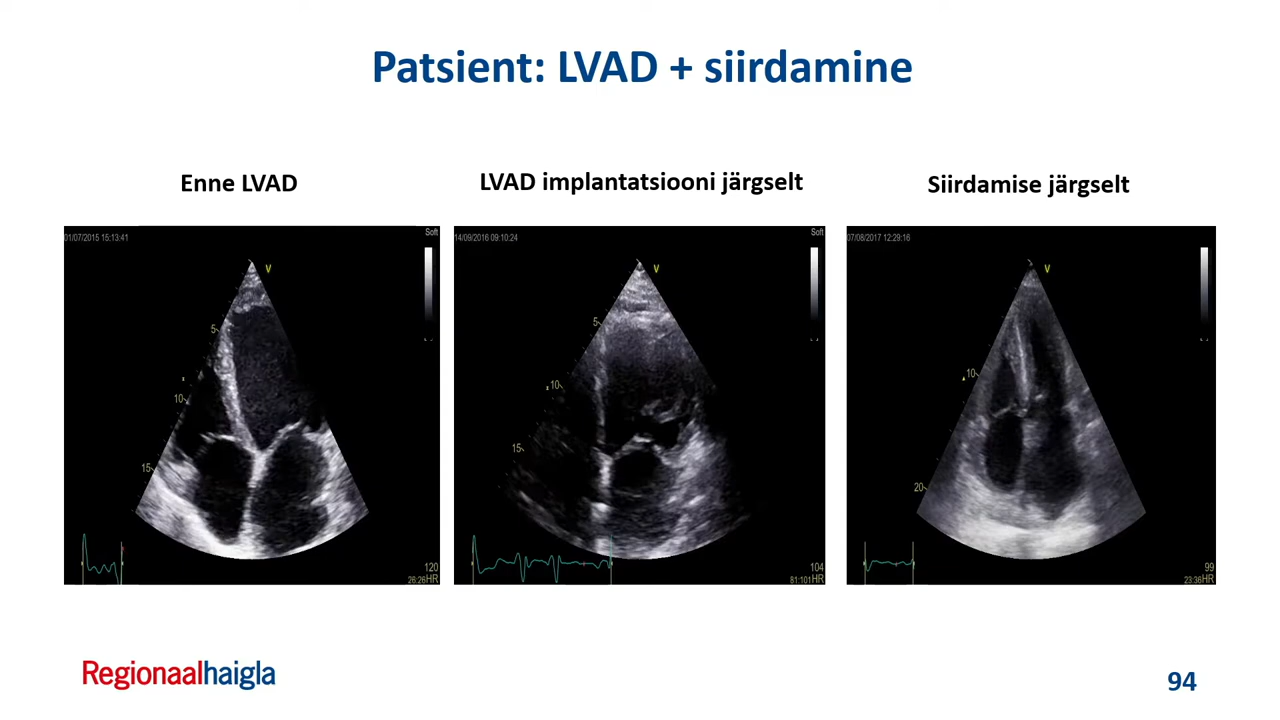 Patsient: LVAD + siirdamine
Enne LVAD
LVAD implantatsiooni järgselt
Siirdamise järgselt
01/07/2015 15:13:41
Soft
V
5
10
15
120
26:26HR
14/09/2016 09:10:24
Soft
V
5
10
15
104
81:101HR
07/08/2017 12:29:16
V
10
20
99
23:36HR
Regionaalhaigla
94